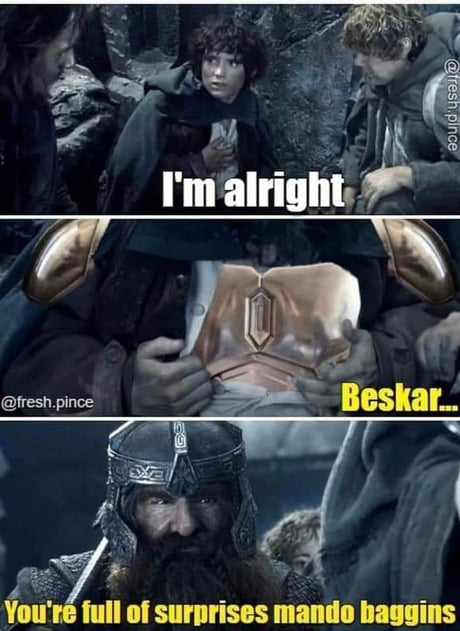 @fresh.pince
I'm alright
@fresh.pince
Beskar...
You're full of surprises mando baggins